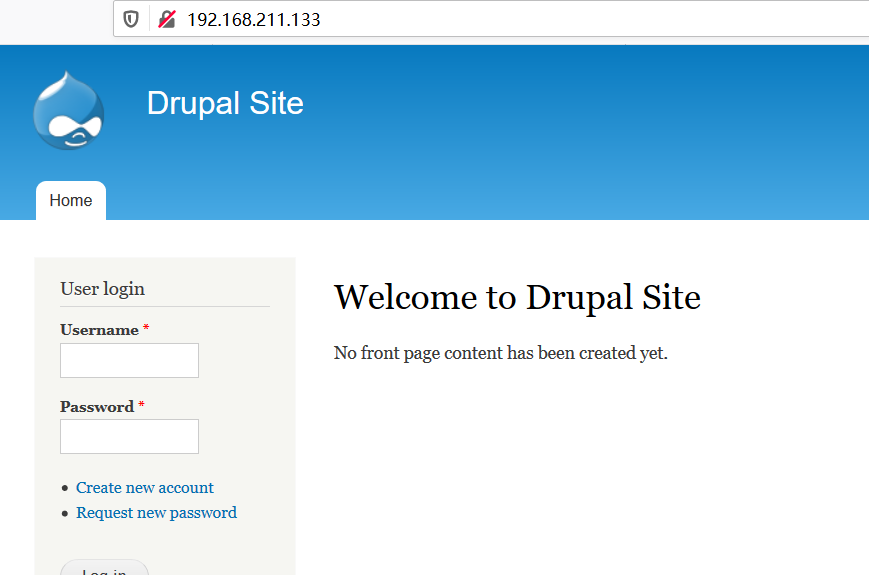 192.168.211.133
Drupal Site
Home
User login
Username *
Password *
Create new account
Request new password
Log in
Welcome to Drupal Site
No front page content has been created yet.